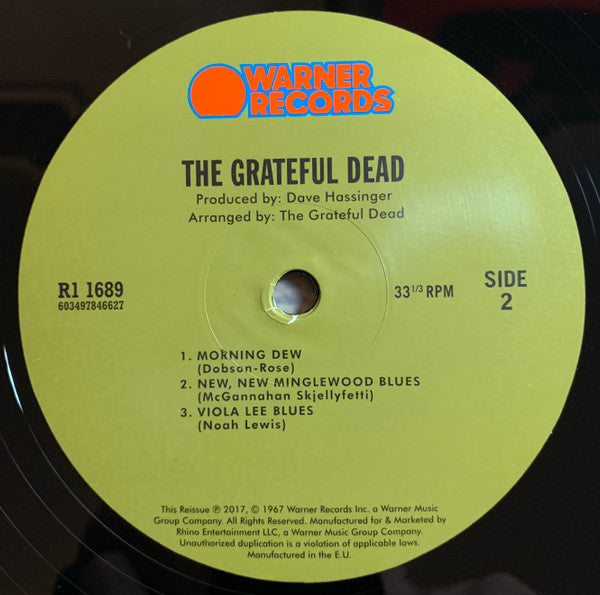 WARNER
RECORDS
THE GRATEFUL DEAD
Produced by: Dave Hassinger
Arranged by: The Grateful Dead
R1 1689
603497846627
33 1/3 RPM
SIDE
2
1. MORNING DEW
(Dobson-Rose)
2. NEW, NEW MINGLEWOOD BLUES
(McGannahan Skjellyfetti)
3. VIOLA LEE BLUES
(Noah Lewis)
This Reissue ℗ 2017, © 1967 Warner Records Inc. a Warner Music
Group Company. All Rights Reserved. Manufactured for & Marketed by
Rhino Entertainment LLC, a Warner Music Group Company.
Unauthorized duplication is a violation of applicable laws.
Manufactured in the E.U.